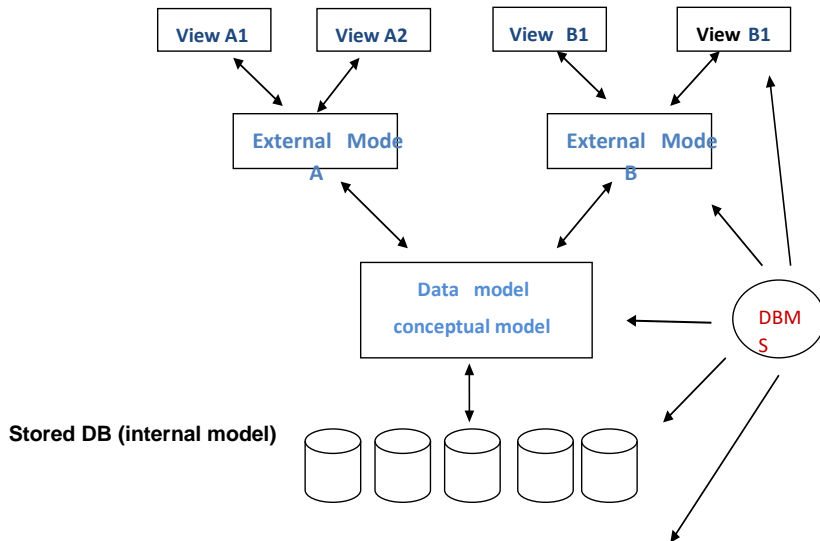 View A1
View A2
View B1
View B1
External Mode
A
External Mode
B
Data model
conceptual model
DBM
S
Stored DB (internal model)